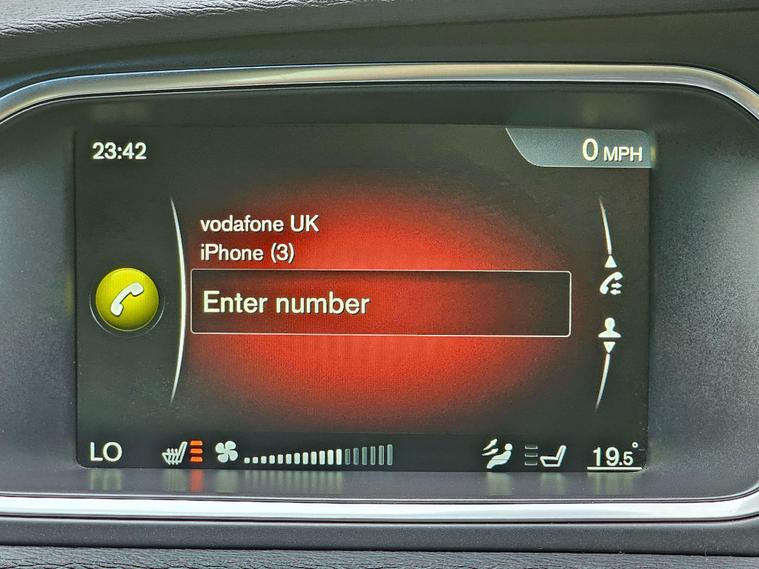 23:42
0 MPH
vodafone UK
iPhone (3)
Enter number
LO
19.5°